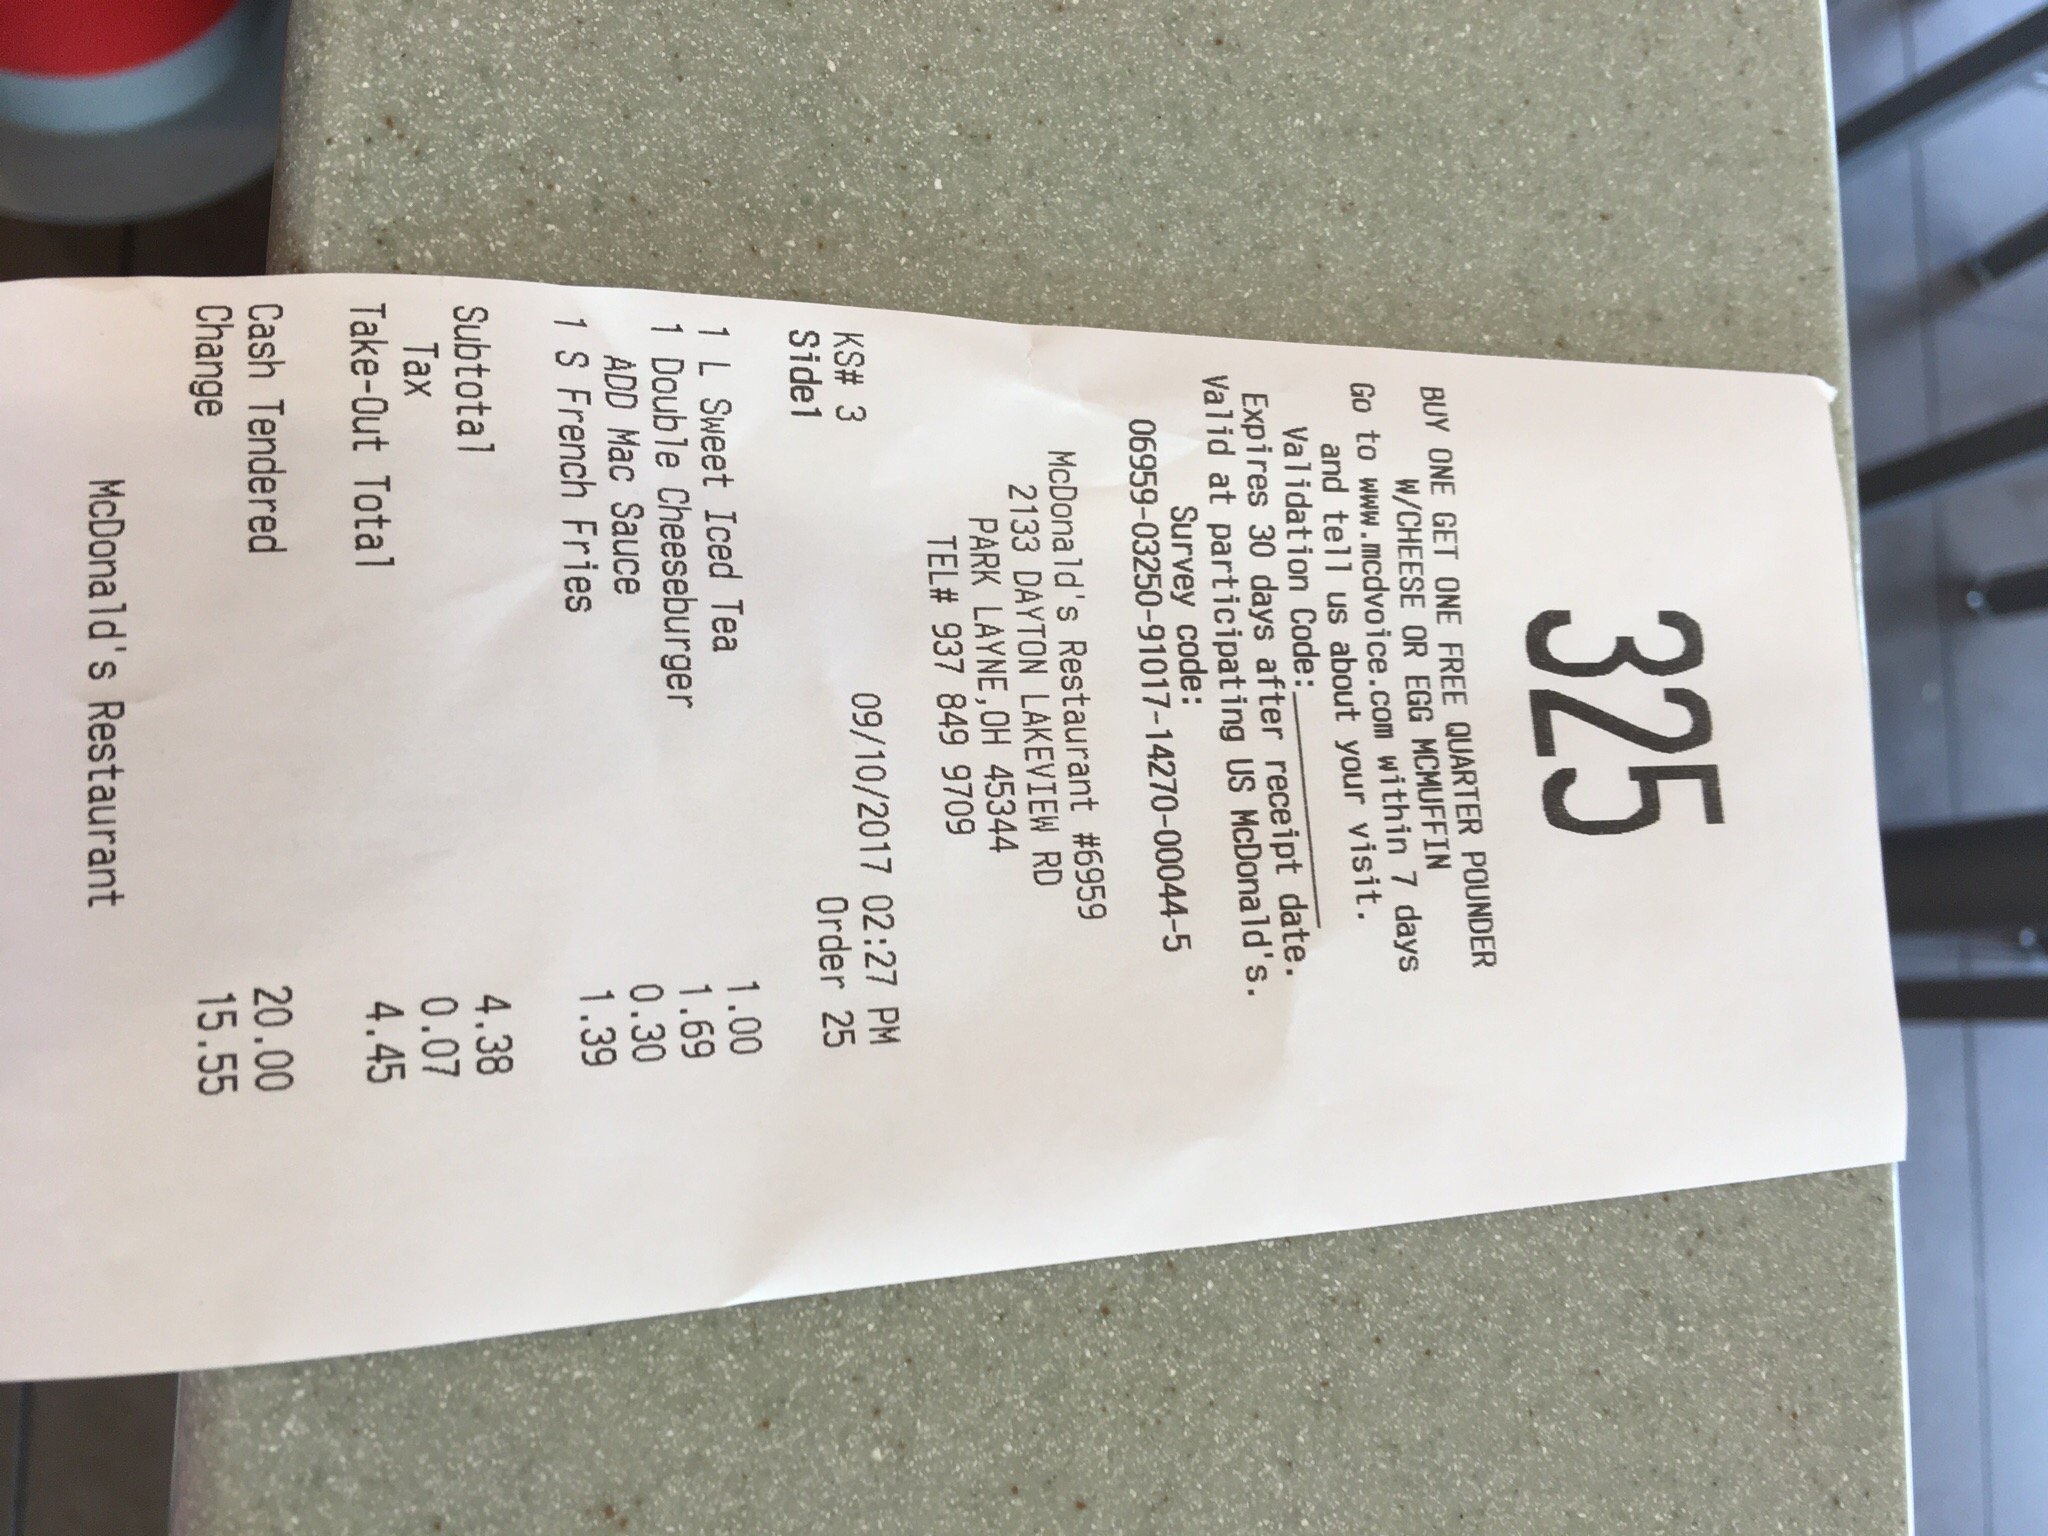 325
BUY ONE GET ONE FREE QUARTER POUNDER
W/CHEESE OR EGG MCMUFFIN
Go to www.mcdvoice.com within 7 days
and tell us about your visit.
Validation Code:
Expires 30 days after receipt date.
Valid at participating US McDonald's.
Survey code:
06959-03250-91017-14270-00044-5
McDonald's Restaurant #6959
2133 DAYTON LAKEVIEW RD
PARK LAYNE,OH 45344
TEL# 937 849 9709
KS# 3 09/10/2017 02:27 PM
Side1 Order 25
1 L Sweet Iced Tea 1.00
1 Double Cheeseburger 1.69
ADD Mac Sauce 0.30
1 S French Fries 1.39
Subtotal 4.38
Tax 0.07
Take-Out Total 4.45
Cash Tendered 20.00
Change 15.55
McDonald's Restaurant